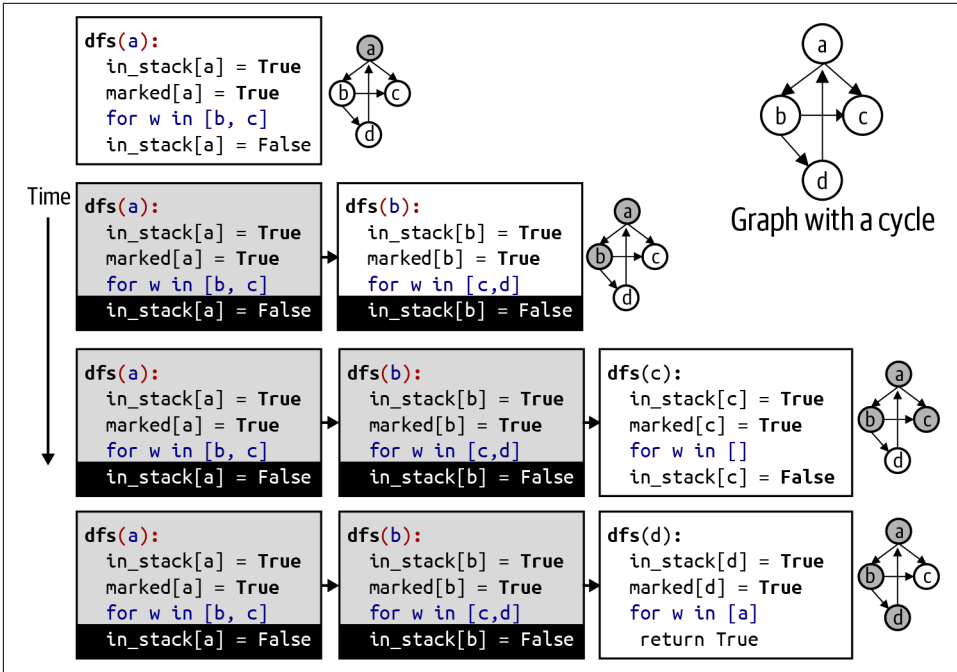 dfs(a):
in_stack[a] = True
marked[a] = True
for w in [b, c]
in_stack[a] = False
a
b
c
d
a
b
c
d
Graph with a cycle
Time
dfs(a):
in_stack[a] = True
marked[a] = True
for w in [b, c]
in_stack[a] = False
dfs(b):
in_stack[b] = True
marked[b] = True
for w in [c,d]
in_stack[b] = False
a
b
c
d
dfs(a):
in_stack[a] = True
marked[a] = True
for w in [b, c]
in_stack[a] = False
dfs(b):
in_stack[b] = True
marked[b] = True
for w in [c,d]
in_stack[b] = False
dfs(c):
in_stack[c] = True
marked[c] = True
for w in []
in_stack[c] = False
a
b
c
d
dfs(a):
in_stack[a] = True
marked[a] = True
for w in [b, c]
in_stack[a] = False
dfs(b):
in_stack[b] = True
marked[b] = True
for w in [c,d]
in_stack[b] = False
dfs(d):
in_stack[d] = True
marked[d] = True
for w in [a]
return True
a
b
c
d